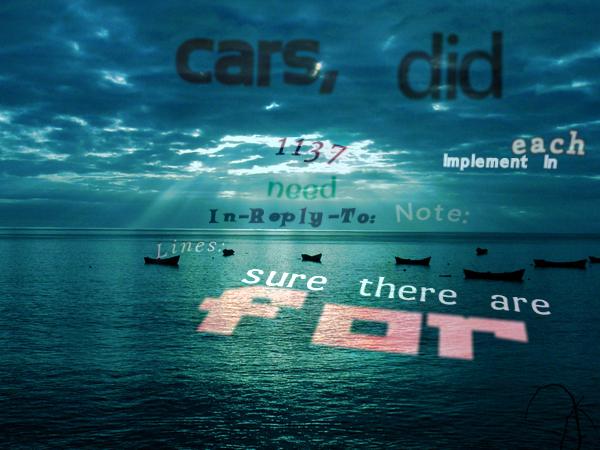 cars, did
1137
each
Implement In
need
In-Reply-To: Note:
Lines:
sure there are
for